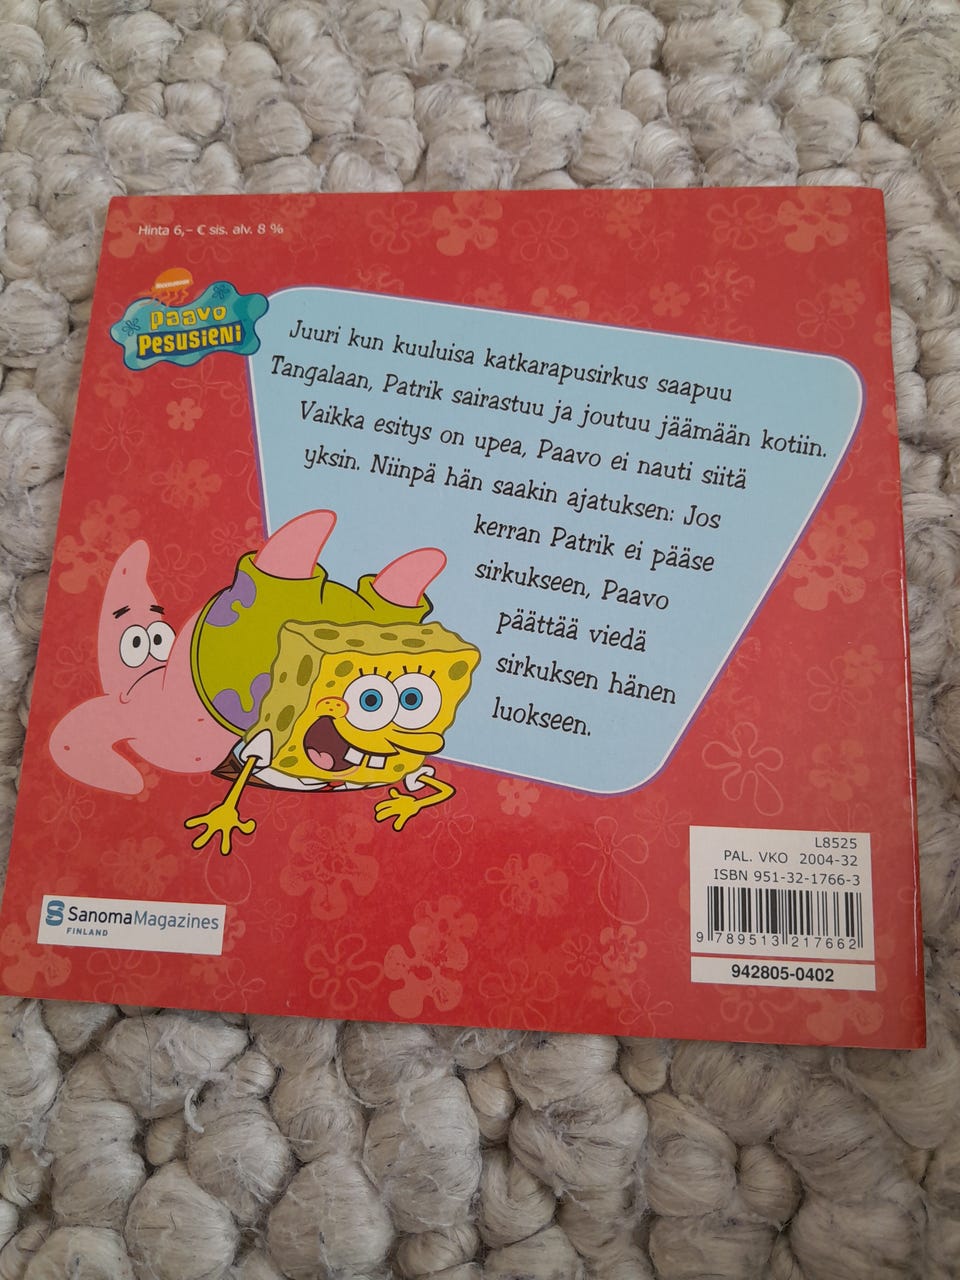 Hinta 6,- € sis. alv. 8 %
NICKELODEON
PAAVO
PESUSIENI
Juuri kun kuuluisa katkarapusirkus saapuu
Tangalaan, Patrik sairastuu ja joutuu jäämään kotiin.
Vaikka esitys on upea, Paavo ei nauti siitä
yksin. Niinpä hän saakin ajatuksen: Jos
kerran Patrik ei pääse
sirkukseen, Paavo
päättää viedä
sirkuksen hänen
luokseen.
L8525
PAL. VKO 2004-32
ISBN 951-32-1766-3
9 789513 217662
942805-0402
SanomaMagazines
FINLAND